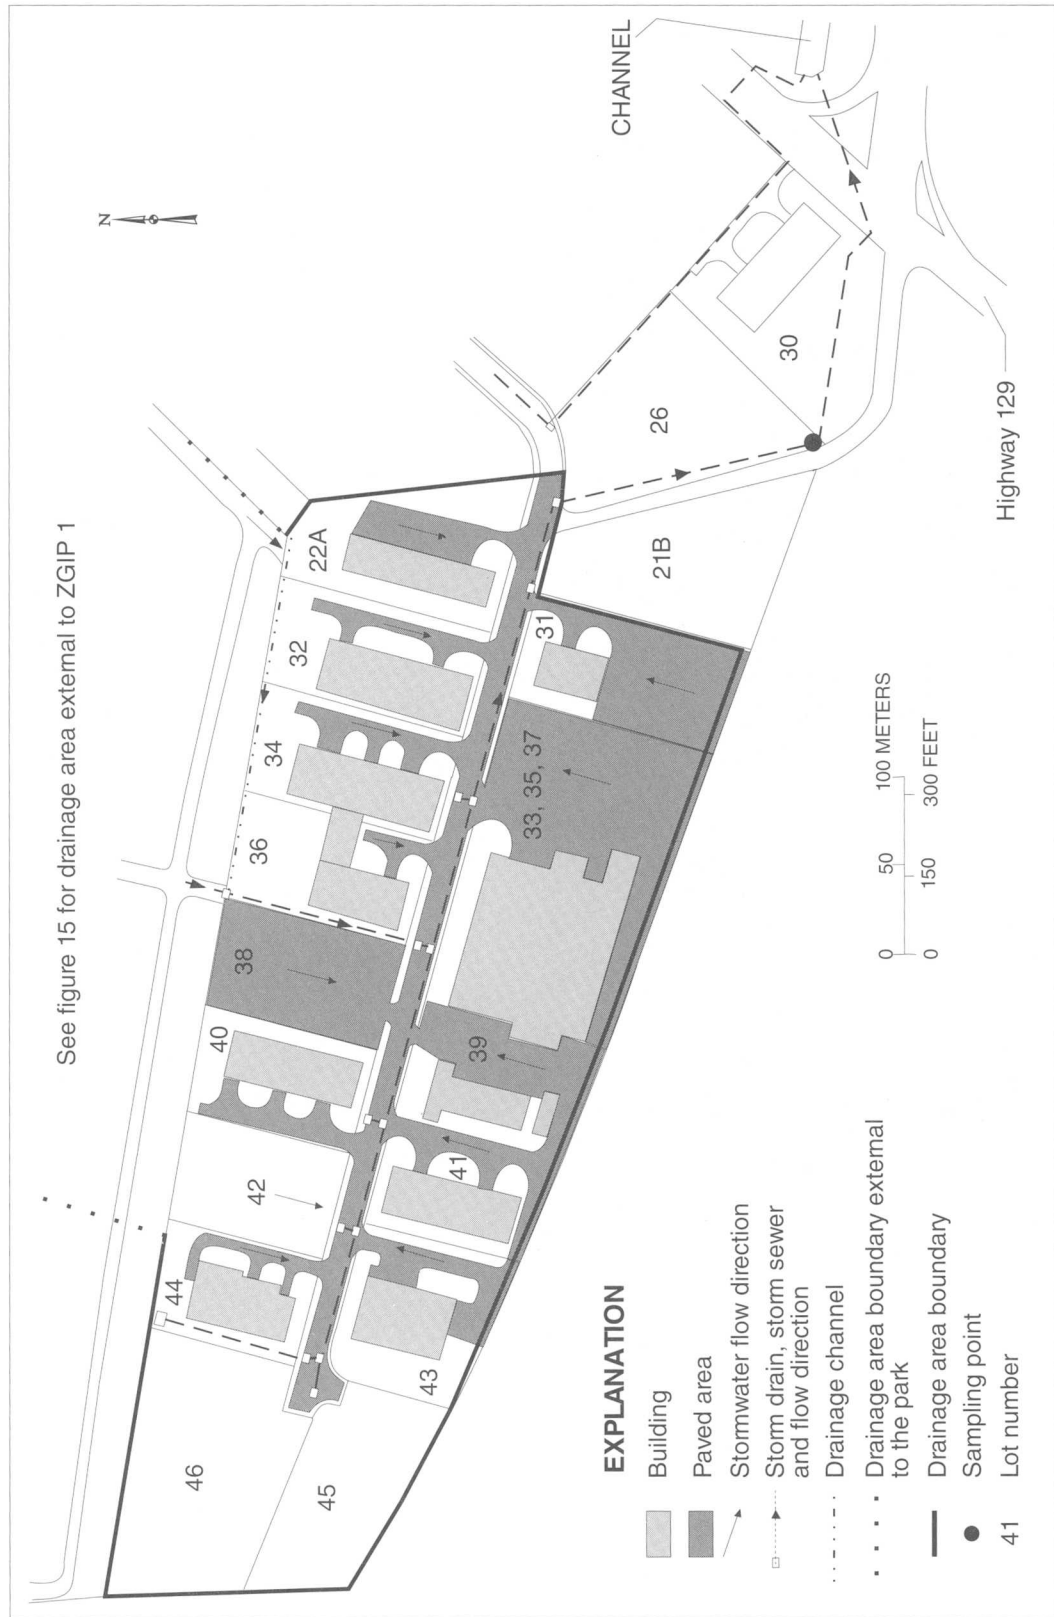 See figure 15 for drainage area external to ZGIP 1
N
CHANNEL
46
44
42
40
38
36
34
32
22A
45
43
41
39
33, 35, 37
31
21B
26
30
Highway 129
0 50 100 METERS
0 150 300 FEET
EXPLANATION
Building
Paved area
Stormwater flow direction
Storm drain, storm sewer
and flow direction
Drainage channel
Drainage area boundary external
to the park
Drainage area boundary
Sampling point
41 Lot number